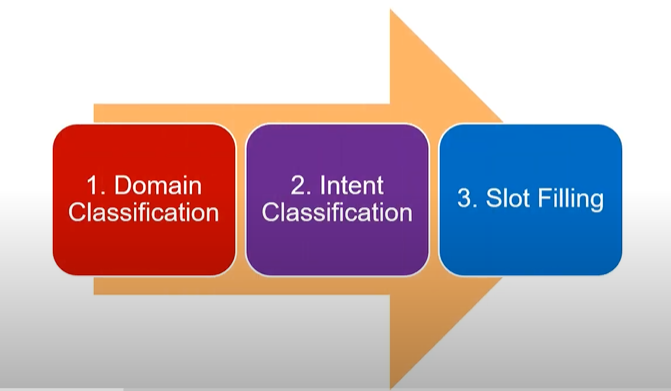 1. Domain
Classification
2. Intent
Classification
3. Slot Filling